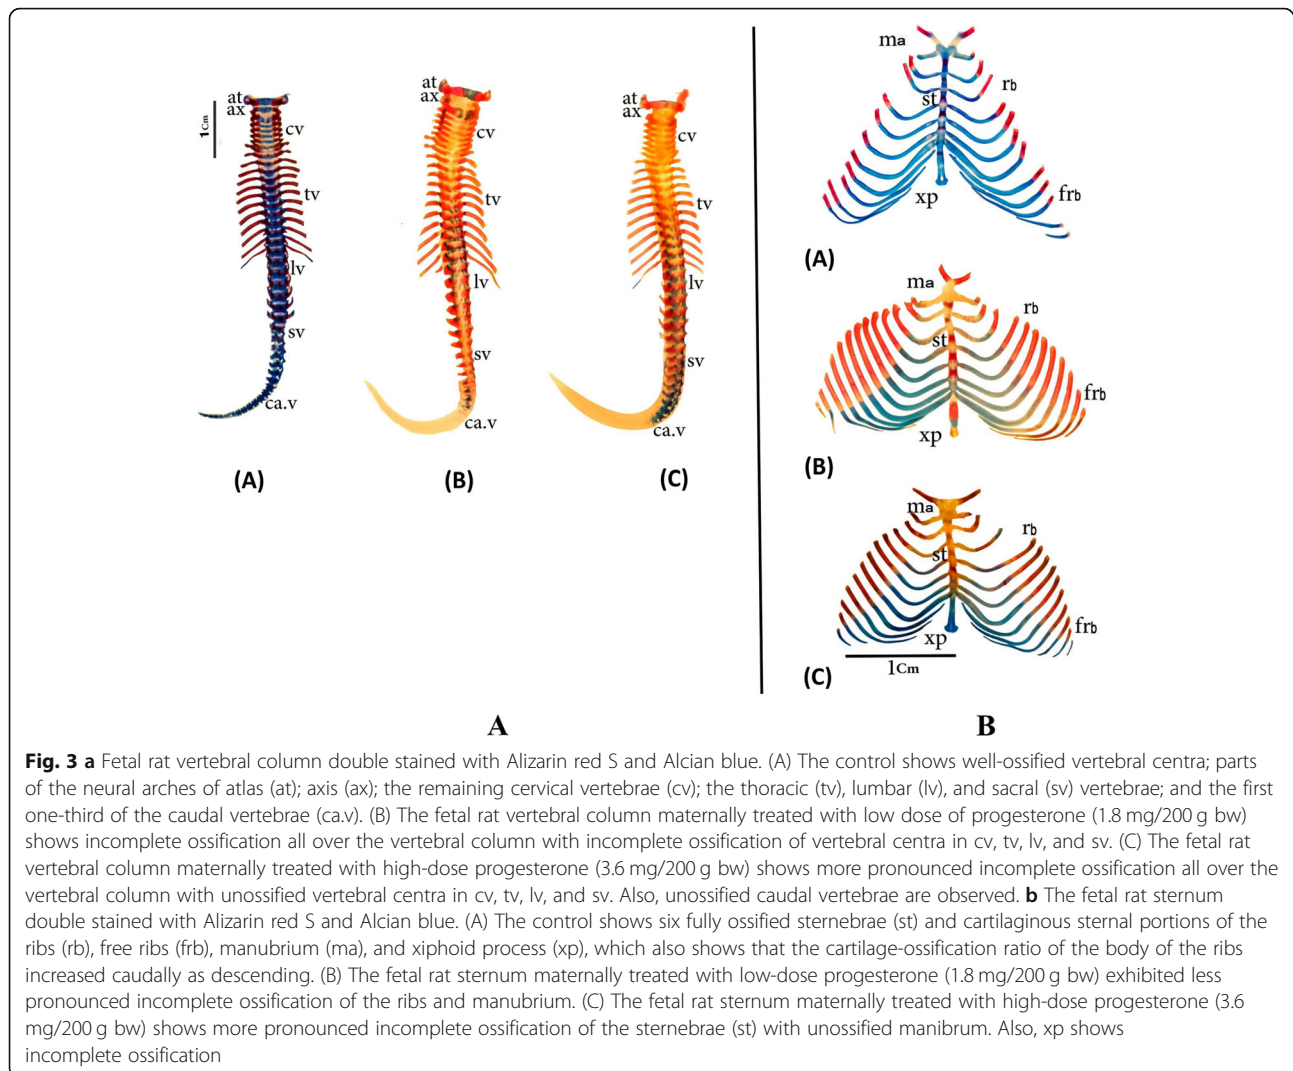 at
ax
1Cm
cv
tv
lv
sv
ca.v
(A)
at
ax
cv
tv
lv
sv
ca.v
(B)
at
ax
cv
tv
lv
sv
ca.v
(C)
A
ma
rb
st
xp
frb
(A)
ma
rb
st
xp
frb
(B)
ma
rb
st
xp
frb
1Cm
(C)
B
Fig. 3 a Fetal rat vertebral column double stained with Alizarin red S and Alcian blue. (A) The control shows well-ossified vertebral centra; parts
of the neural arches of atlas (at); axis (ax); the remaining cervical vertebrae (cv); the thoracic (tv), lumbar (lv), and sacral (sv) vertebrae; and the first
one-third of the caudal vertebrae (ca.v). (B) The fetal rat vertebral column maternally treated with low dose of progesterone (1.8 mg/200 g bw)
shows incomplete ossification all over the vertebral column with incomplete ossification of vertebral centra in cv, tv, lv, and sv. (C) The fetal rat
vertebral column maternally treated with high-dose progesterone (3.6 mg/200 g bw) shows more pronounced incomplete ossification all over the
vertebral column with unossified vertebral centra in cv, tv, lv, and sv. Also, unossified caudal vertebrae are observed. b The fetal rat sternum
double stained with Alizarin red S and Alcian blue. (A) The control shows six fully ossified sternebrae (st) and cartilaginous sternal portions of the
ribs (rb), free ribs (frb), manubrium (ma), and xiphoid process (xp), which also shows that the cartilage-ossification ratio of the body of the ribs
increased caudally as descending. (B) The fetal rat sternum maternally treated with low-dose progesterone (1.8 mg/200 g bw) exhibited less
pronounced incomplete ossification of the ribs and manubrium. (C) The fetal rat sternum maternally treated with high-dose progesterone (3.6
mg/200 g bw) shows more pronounced incomplete ossification of the sternebrae (st) with unossified manibrum. Also, xp shows
incomplete ossification